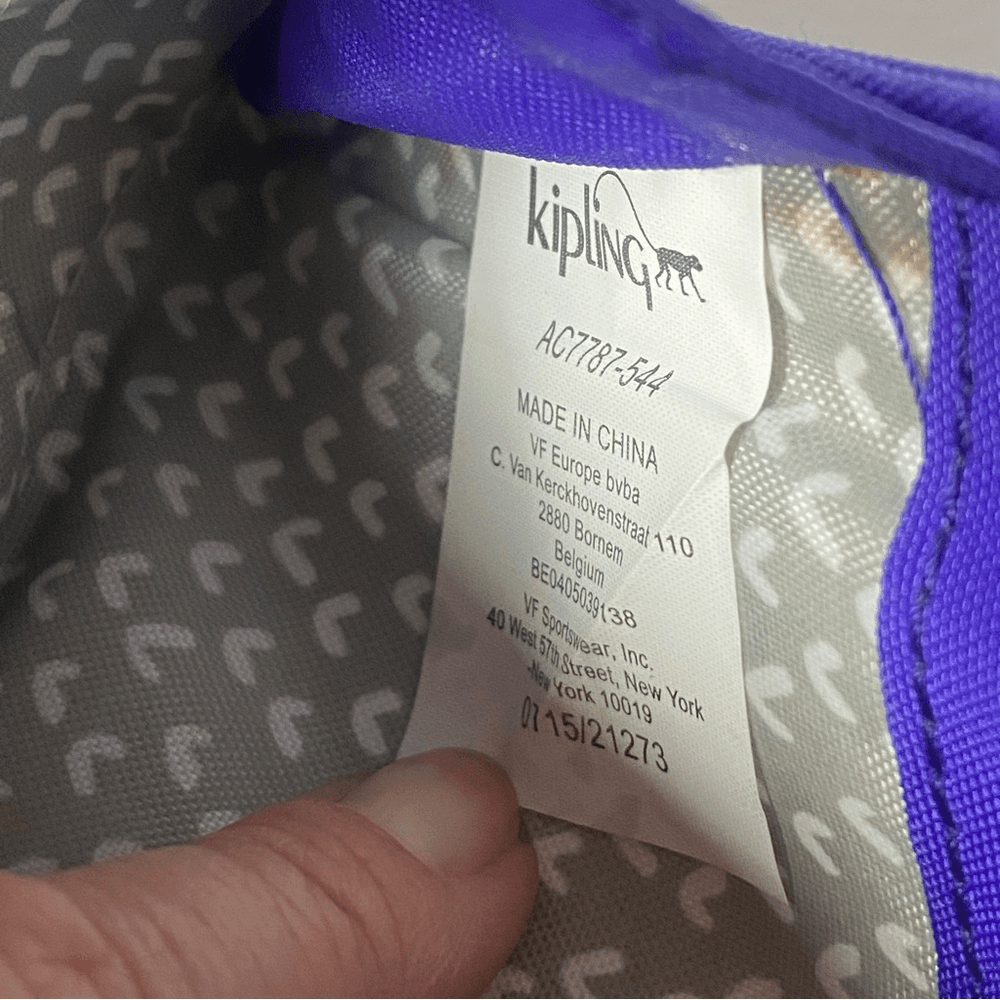 kipling
AC7787-544
MADE IN CHINA
VF Europe bvba
C. Van Kerckhovenstraat 110
2880 Bornem
Belgium
BE0405039138
VF Sportswear, Inc.
40 West 57th Street, New York
New York 10019
0715/21273